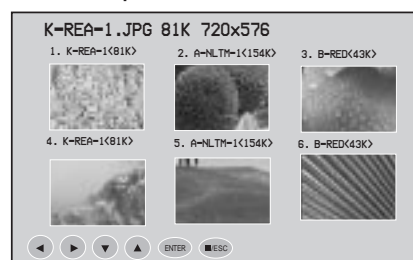 K-REA-1.JPG 81K 720x576
1. K-REA-1<81K> 2. A-NLTM-1<154K> 3. B-RED<43K>
4. K-REA-1<81K> 5. A-NLTM-1<154K> 6. B-RED<43K>
ENTER ■/ESC